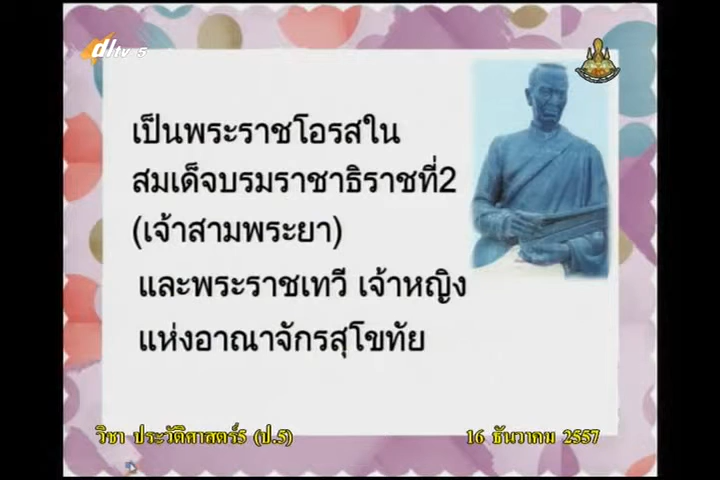 dltv 5
เป็นพระราชโอรสใน
สมเด็จบรมราชาธิราชที่2
(เจ้าสามพระยา)
และพระราชเทวี เจ้าหญิง
แห่งอาณาจักรสุโขทัย
วิชา ประวัติศาสตร์5 (ป.5)
16 ธันวาคม 2557